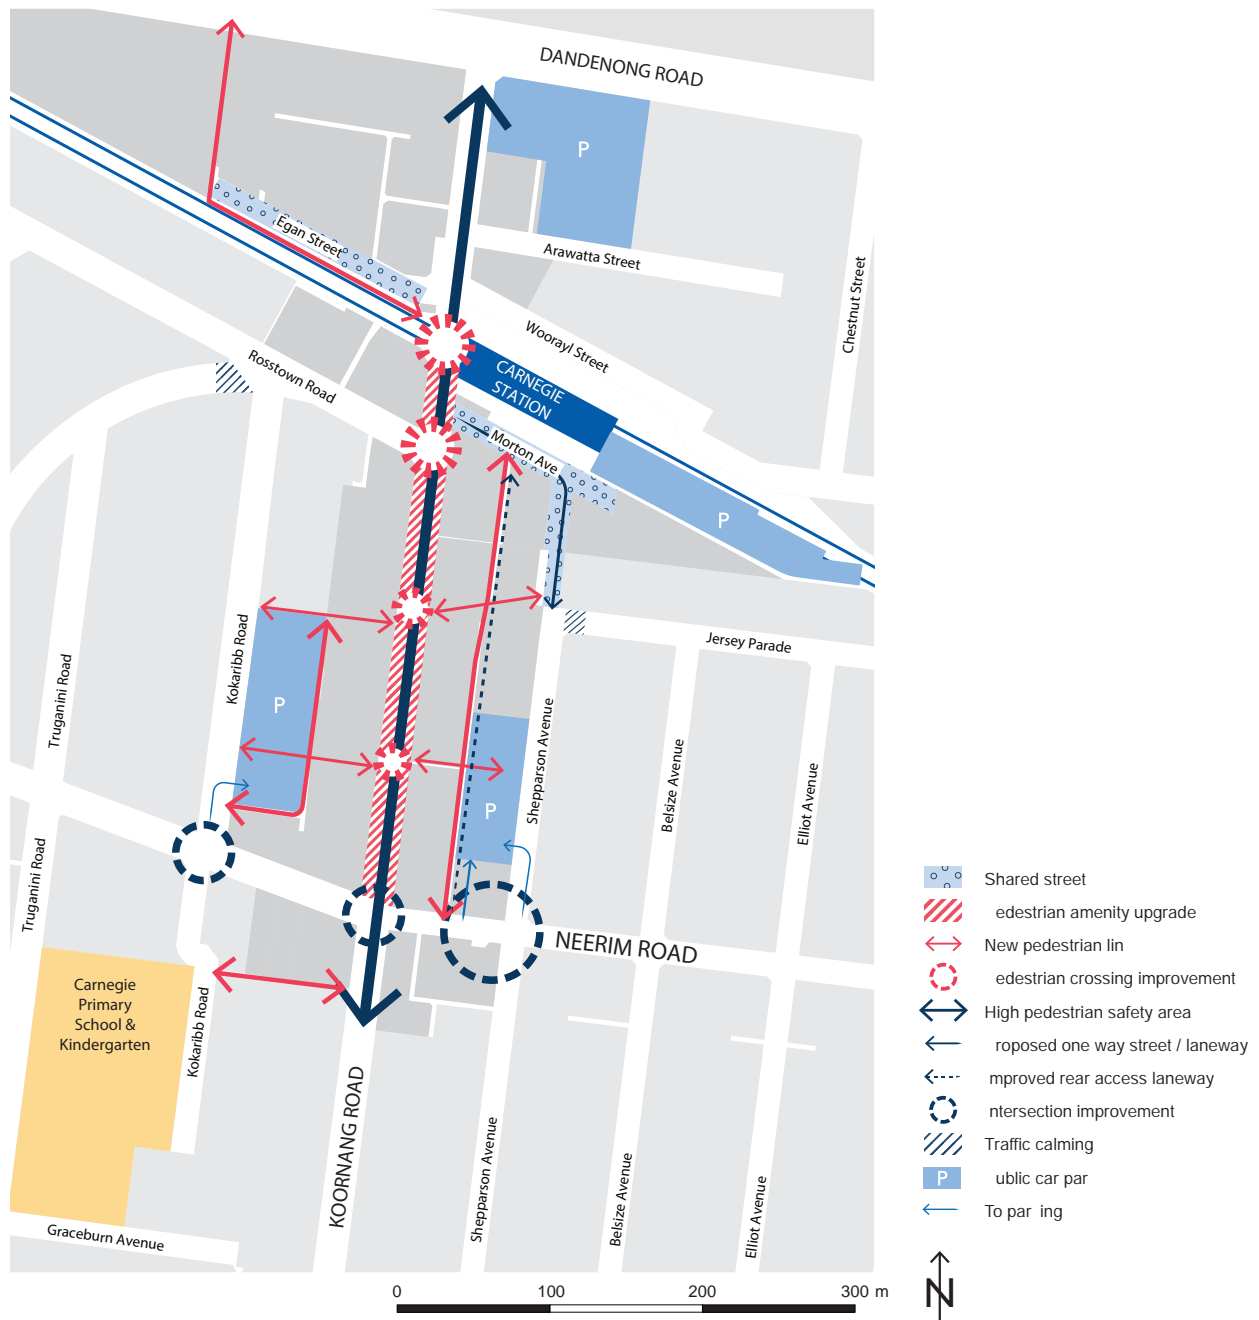 DANDENONG ROAD
P
Egan Street
Arawatta Street
Chestnut Street
Woorayl Street
Rosstown Road
CARNEGIE
STATION
Morton Ave
P
Jersey Parade
Kokaribb Road
Truganini Road
P
Shepparson Avenue
Belsize Avenue
Elliot Avenue
P
Truganini Road
NEERIM ROAD
Carnegie
Primary
School &
Kindergarten
Kokaribb Road
KOORNANG ROAD
Shepparson Avenue
Belsize Avenue
Elliot Avenue
Graceburn Avenue
Shared street
edestrian amenity upgrade
New pedestrian lin
edestrian crossing improvement
High pedestrian safety area
roposed one way street / laneway
mproved rear access laneway
ntersection improvement
Traffic calming
P ublic car par
To par ing
N
0 100 200 300 m